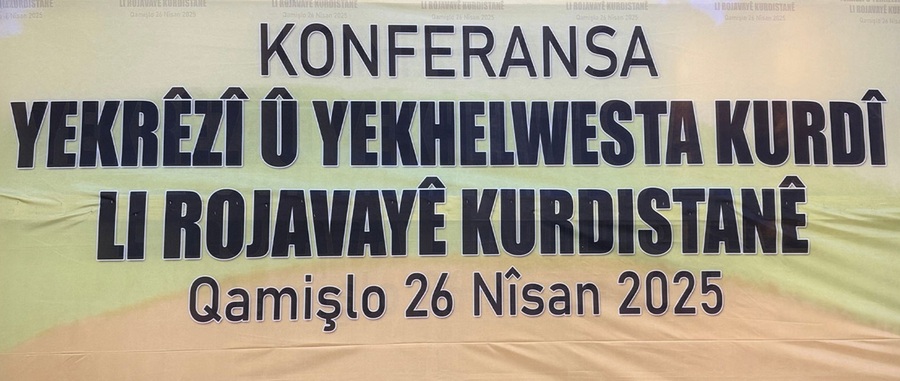 KONFERANSA
YEKRÊZÎ Û YEKHELWESTA KURDÎ
LI ROJAVAYÊ KURDISTANÊ
Qamişlo 26 Nîsan 2025